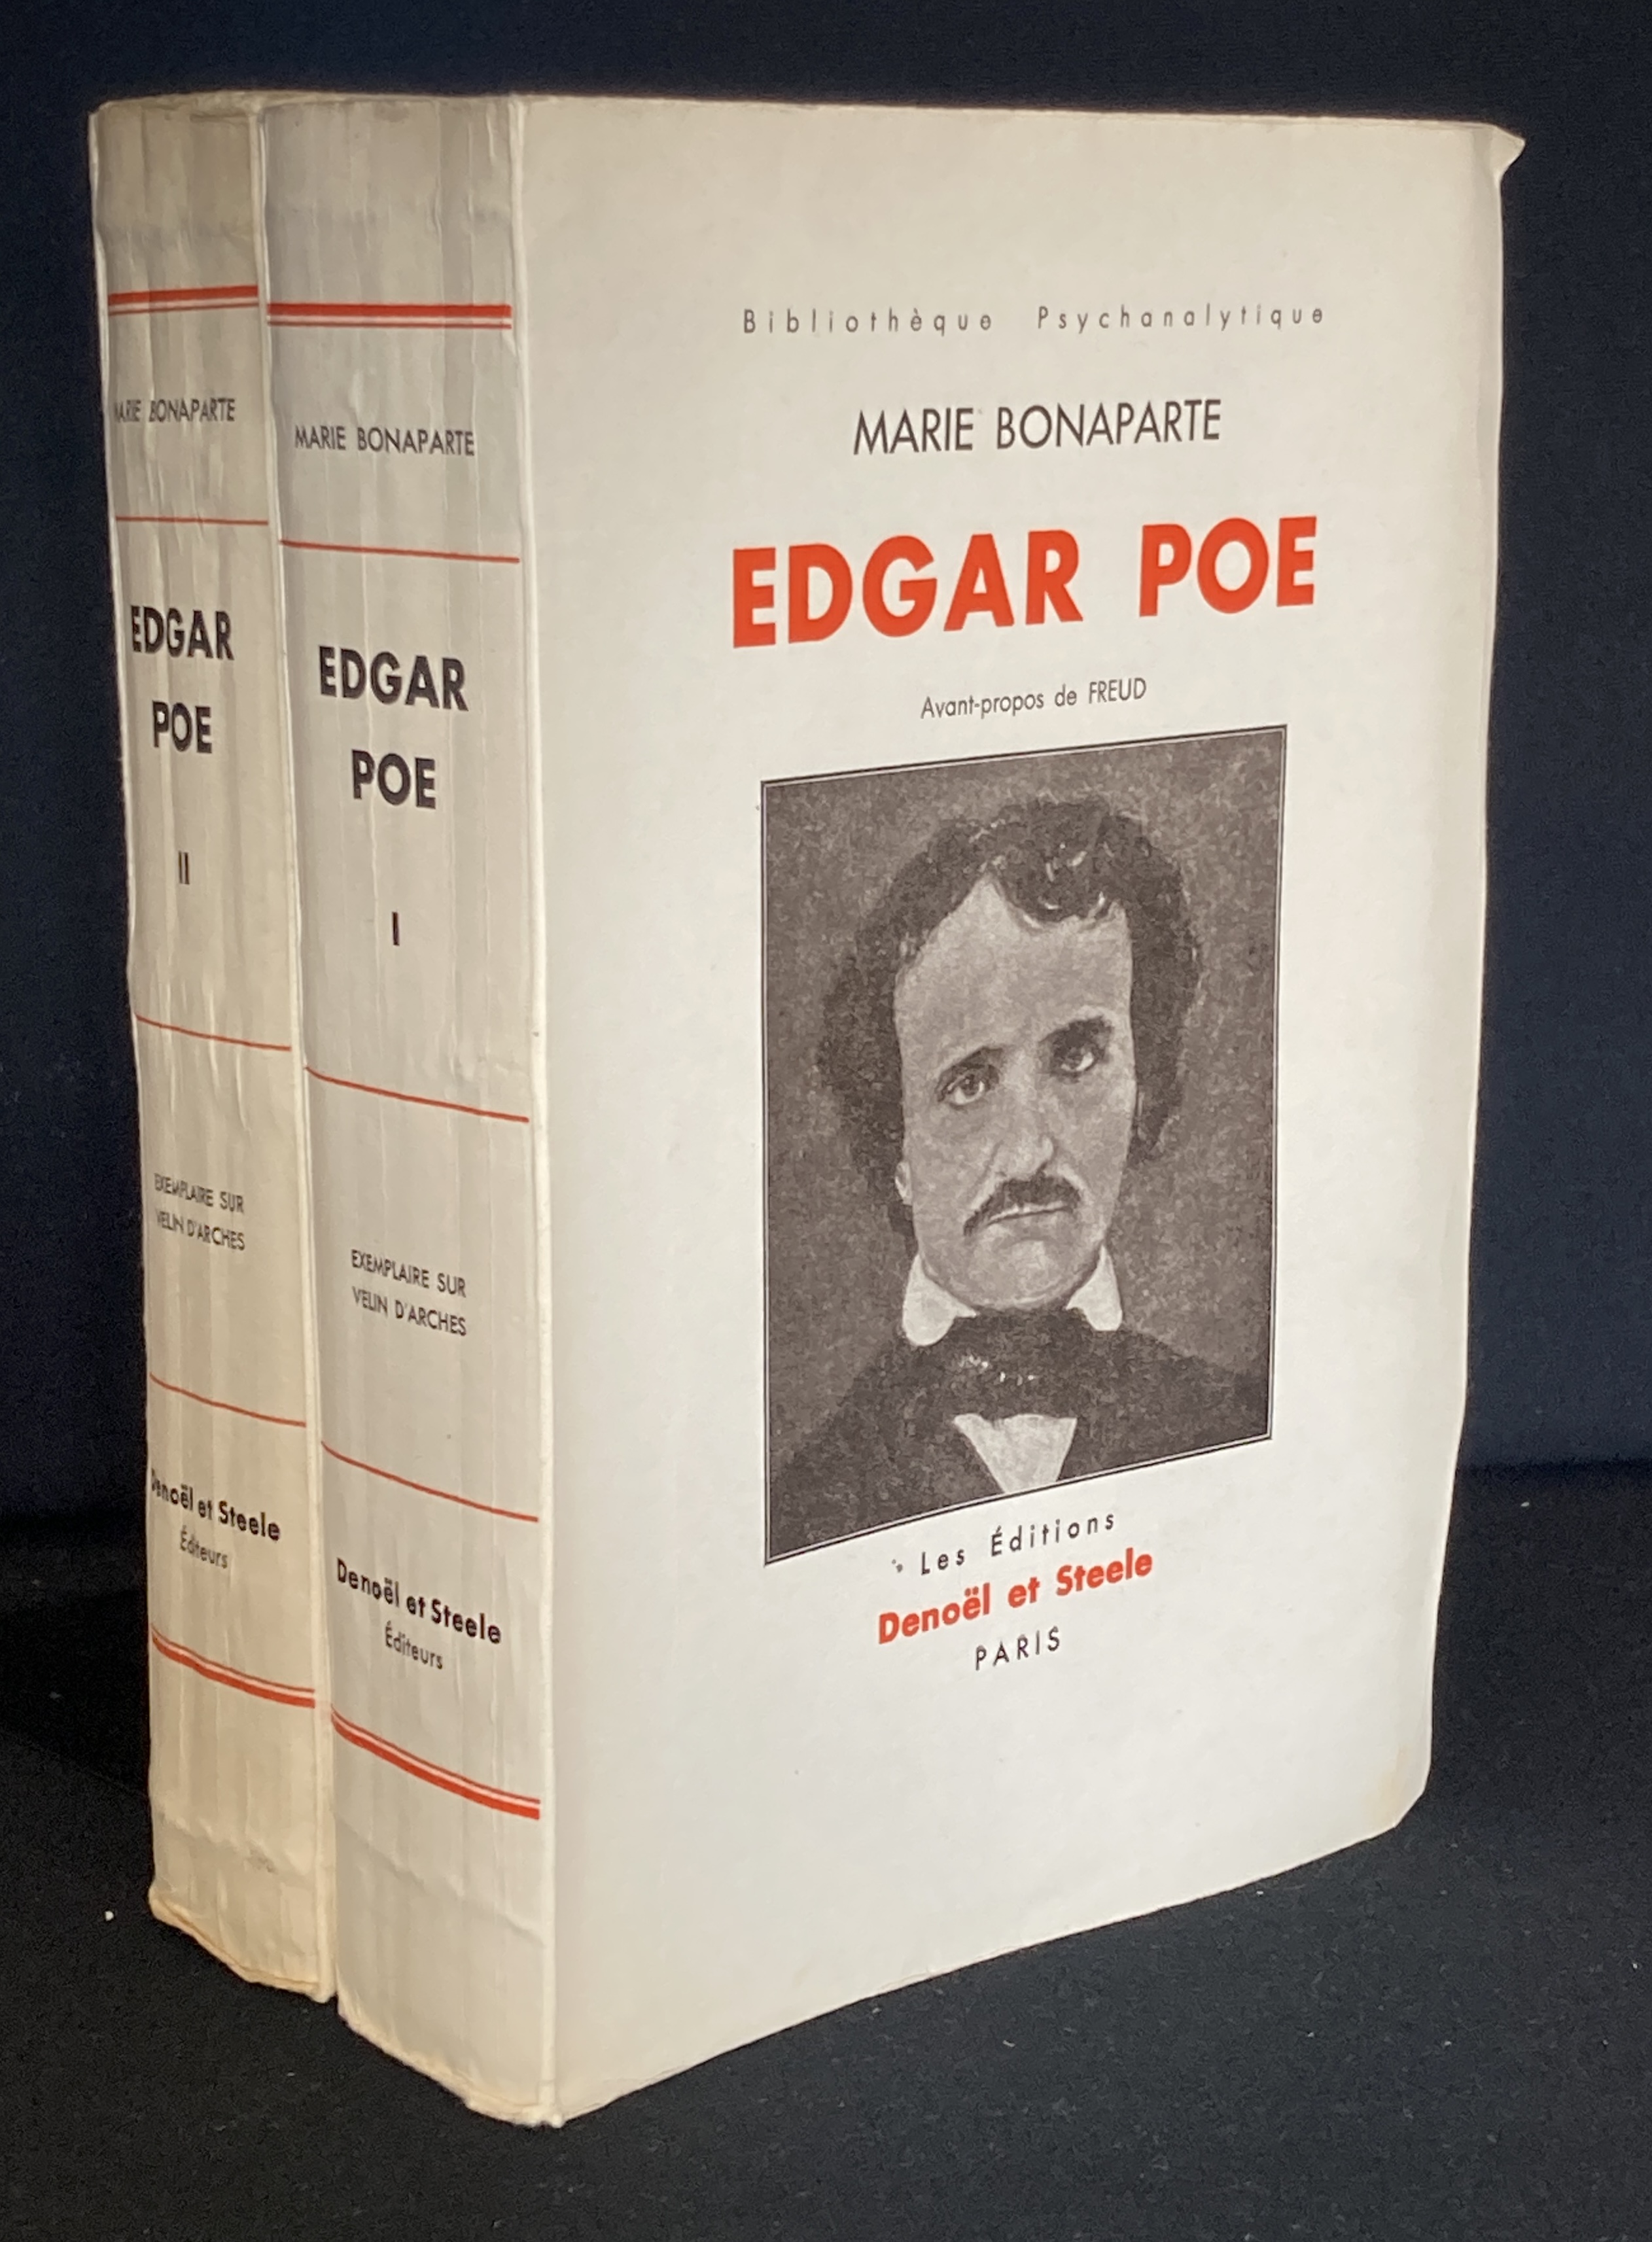 MARIE BONAPARTE
EDGAR
POE
II
EXEMPLAIRE SUR
VELIN D'ARCHES
Denoël et Steele
Éditeurs
MARIE BONAPARTE
EDGAR
POE
I
EXEMPLAIRE SUR
VELIN D'ARCHES
Denoël et Steele
Éditeurs
Bibliothèque Psychanalytique
MARIE BONAPARTE
EDGAR POE
Avant-propos de FREUD
Les Éditions
Denoël et Steele
PARIS